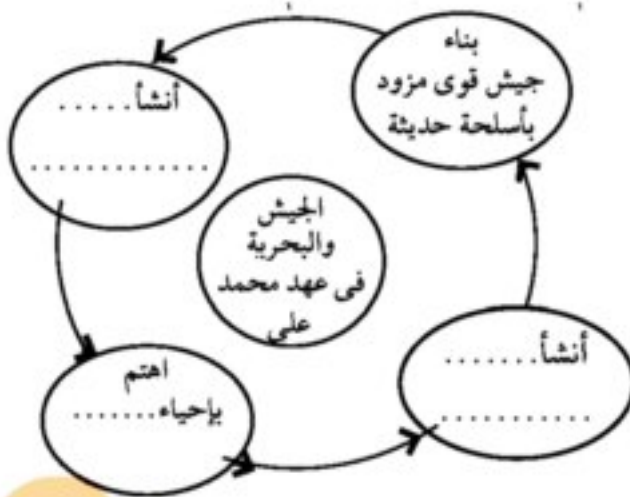 بناء
جيش قوى مزود
بأسلحة حديثة
أنشأ.....
.............
الجيش
والبحرية
فى عهد محمد
على
اهتم
بإحياء.......
أنشأ.......
...........